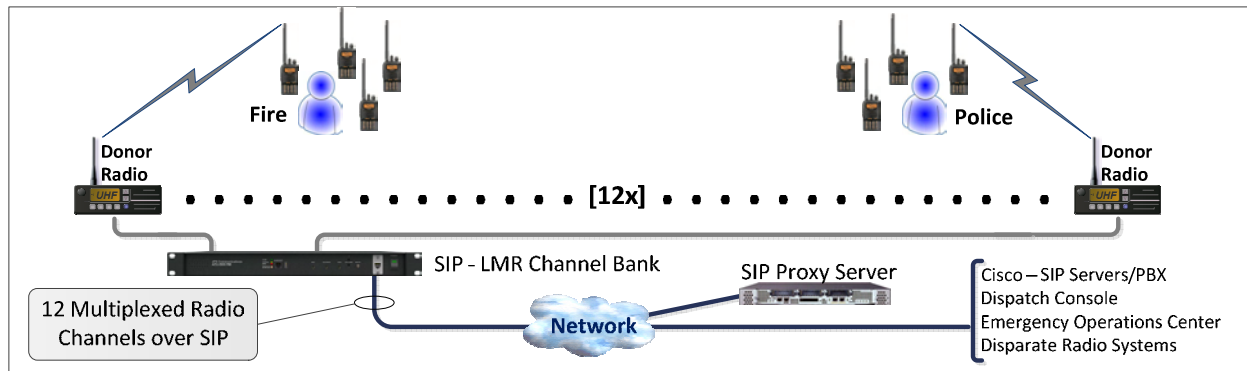 Fire
Police
Donor
Radio
UHF
[12x]
Donor
Radio
UHF
SIP - LMR Channel Bank
SIP Proxy Server
12 Multiplexed Radio
Channels over SIP
Network
Cisco – SIP Servers/PBX
Dispatch Console
Emergency Operations Center
Disparate Radio Systems